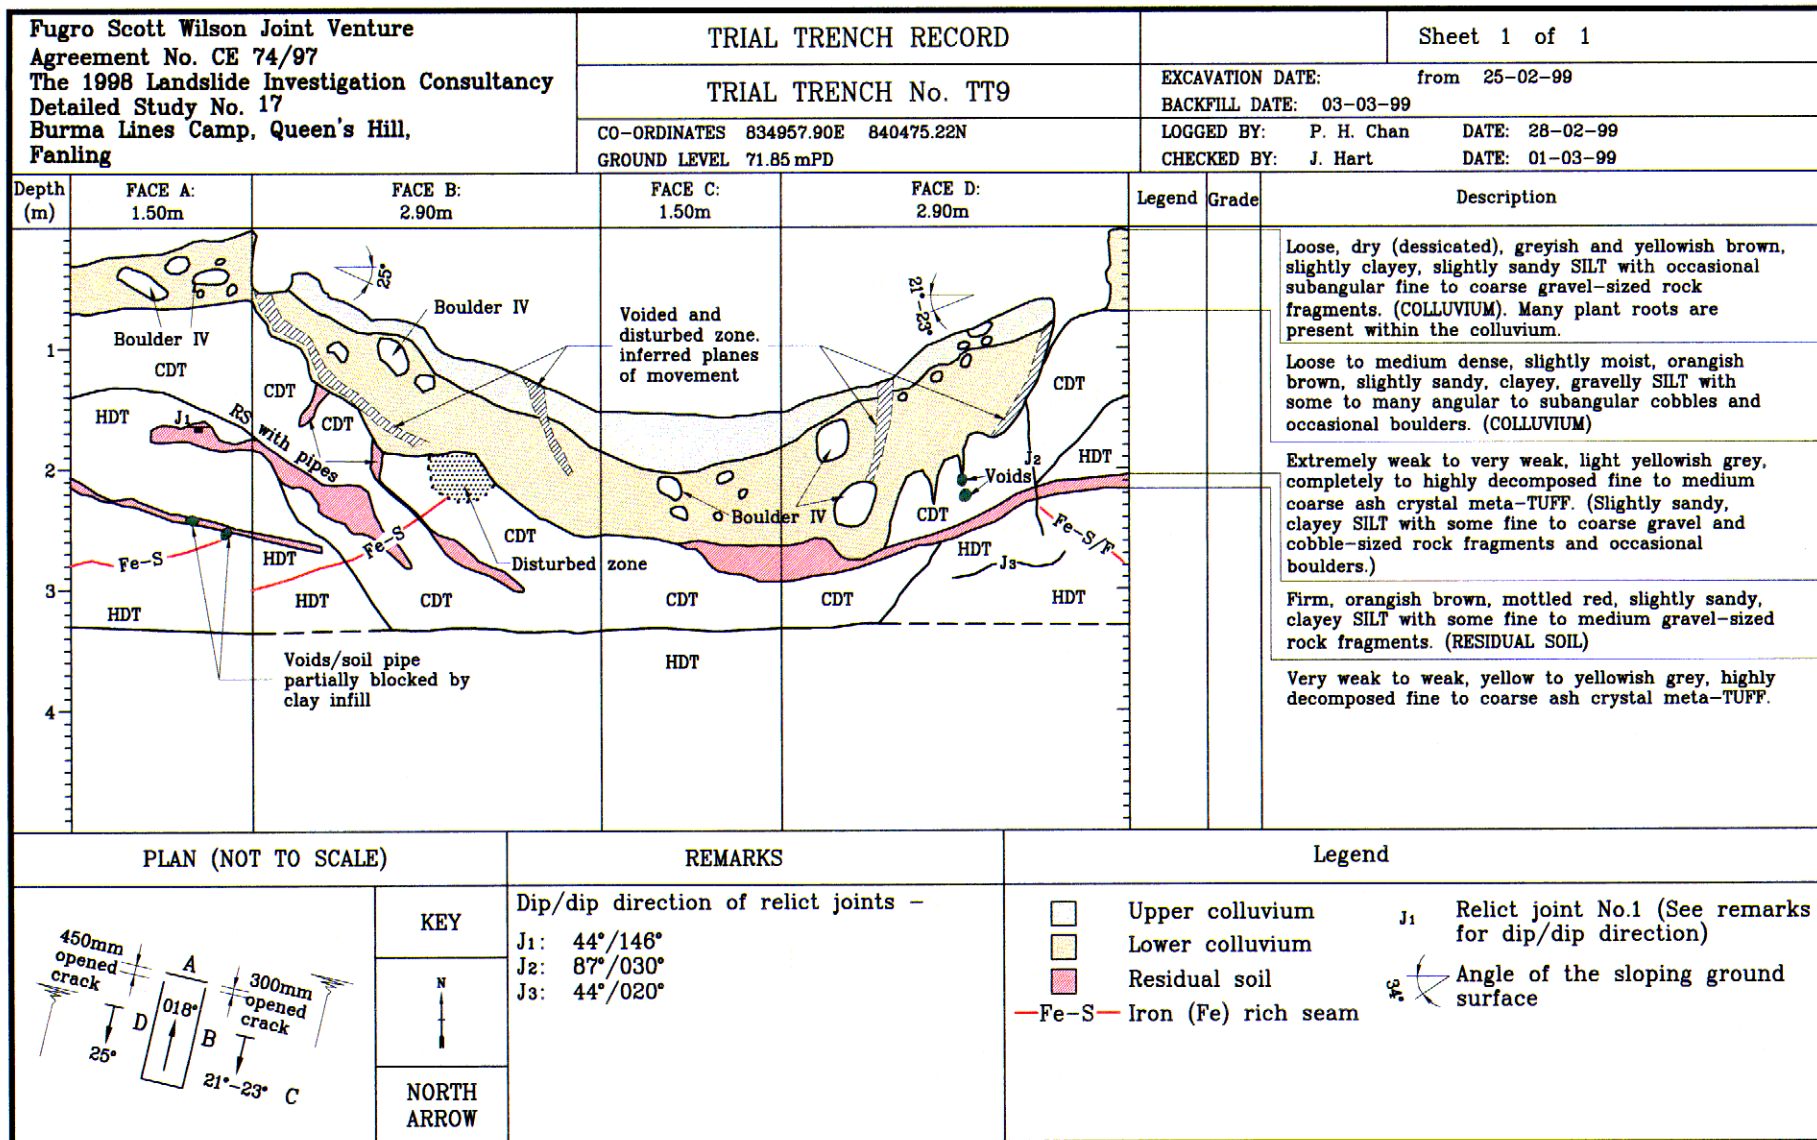 Fugro Scott Wilson Joint Venture
Agreement No. CE 74/97
The 1998 Landslide Investigation Consultancy
Detailed Study No. 17
Burma Lines Camp, Queen's Hill,
Fanling
TRIAL TRENCH RECORD
TRIAL TRENCH No. TT9
CO-ORDINATES 834957.90E 840475.22N
GROUND LEVEL 71.85 mPD
Sheet 1 of 1
EXCAVATION DATE: from 25-02-99
BACKFILL DATE: 03-03-99
LOGGED BY: P. H. Chan DATE: 28-02-99
CHECKED BY: J. Hart DATE: 01-03-99
Depth
(m)
FACE A:
1.50m
FACE B:
2.90m
FACE C:
1.50m
FACE D:
2.90m
Legend
Grade
Description
1
2
3
4
Boulder IV
CDT
HDT
J1
RS with pipes
Fe-S
HDT
HDT
25°
Boulder IV
CDT
CDT
Fe-S
CDT
Disturbed zone
HDT
CDT
Voids/soil pipe
partially blocked by
clay infill
Voided and
disturbed zone.
inferred planes
of movement
Boulder IV
CDT
HDT
21°-23°
CDT
J2
HDT
Voids
CDT
HDT
Fe-S/F
J3
CDT
HDT
Loose, dry (dessicated), greyish and yellowish brown,
slightly clayey, slightly sandy SILT with occasional
subangular fine to coarse gravel-sized rock
fragments. (COLLUVIUM). Many plant roots are
present within the colluvium.
Loose to medium dense, slightly moist, orangish
brown, slightly sandy, clayey, gravelly SILT with
some to many angular to subangular cobbles and
occasional boulders. (COLLUVIUM)
Extremely weak to very weak, light yellowish grey,
completely to highly decomposed fine to medium
coarse ash crystal meta-TUFF. (Slightly sandy,
clayey SILT with some fine to coarse gravel and
cobble-sized rock fragments and occasional
boulders.)
Firm, orangish brown, mottled red, slightly sandy,
clayey SILT with some fine to medium gravel-sized
rock fragments. (RESIDUAL SOIL)
Very weak to weak, yellow to yellowish grey, highly
decomposed fine to coarse ash crystal meta-TUFF.
PLAN (NOT TO SCALE)
450mm
opened
crack
A
300mm
opened
crack
018°
D
B
25°
21°-23°
C
KEY
N
NORTH
ARROW
REMARKS
Dip/dip direction of relict joints -
J1: 44°/146°
J2: 87°/030°
J3: 44°/020°
Legend
Upper colluvium
Lower colluvium
Residual soil
Fe-S Iron (Fe) rich seam
J1 Relict joint No.1 (See remarks
for dip/dip direction)
34° Angle of the sloping ground
surface